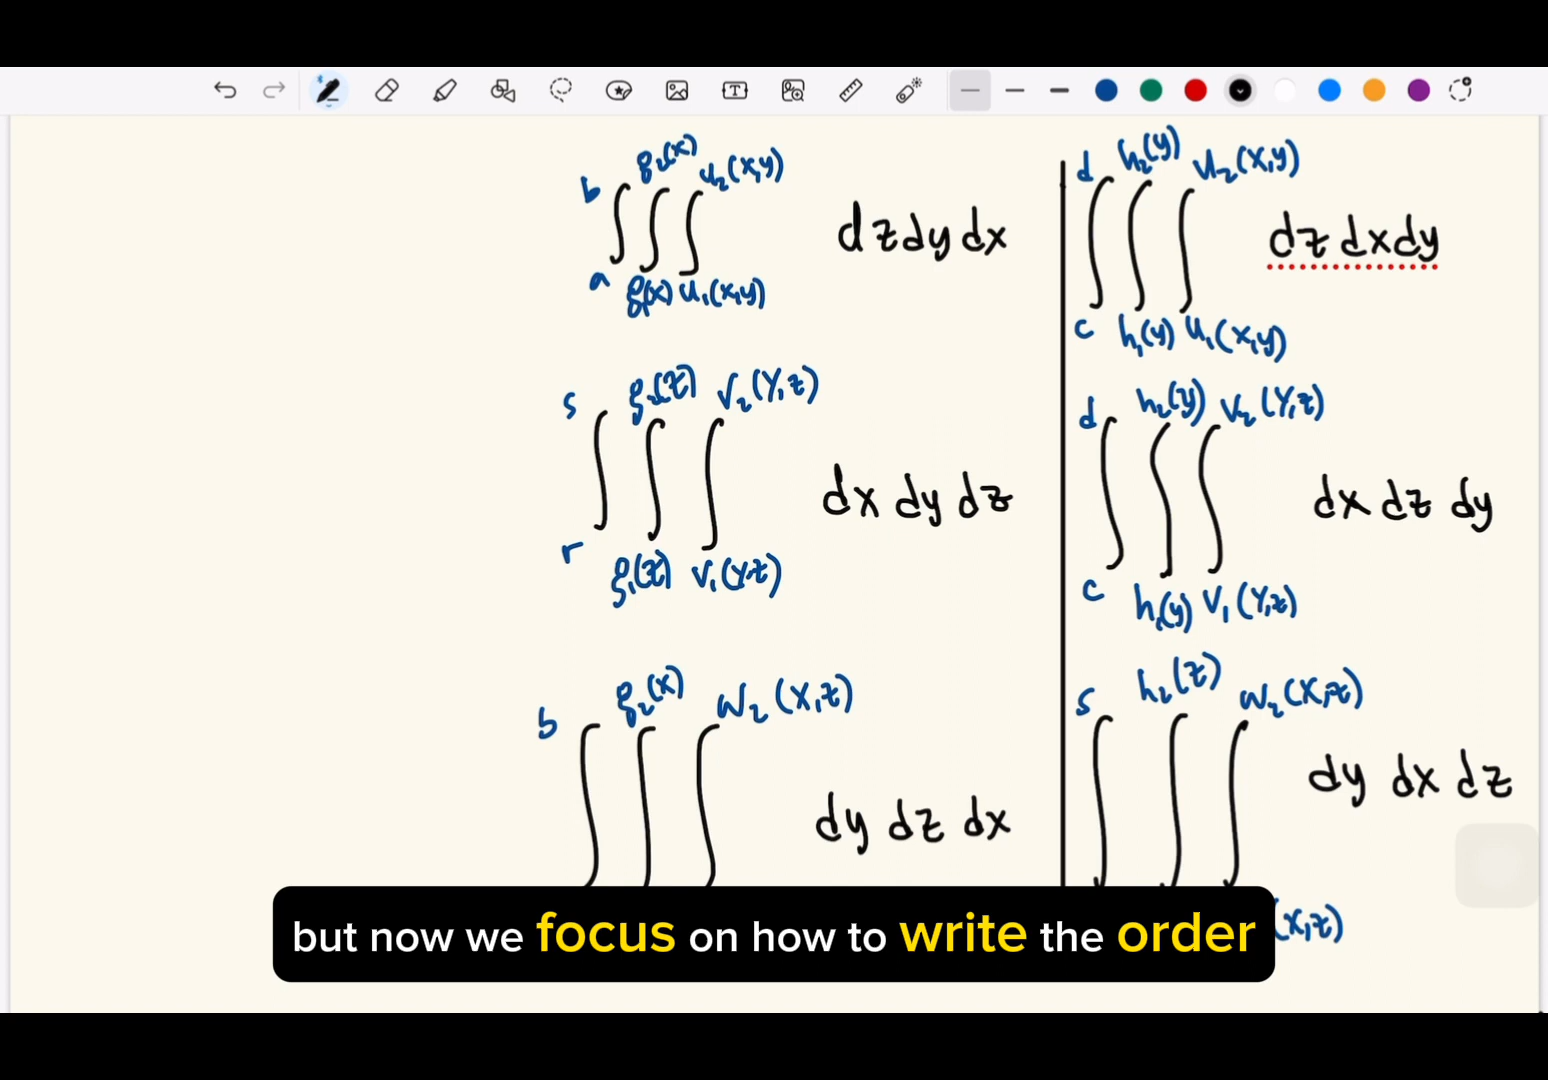 b g₂(x) u₂(x,y)
∫ ∫ ∫ dz dy dx
a g₁(x) u₁(x,y)
s g₂(z) v₂(y,z)
∫ ∫ ∫ dx dy dz
r g₁(z) v₁(y,z)
b g₂(x) w₂(x,z)
∫ ∫ ∫ dy dz dx
d h₂(y) u₂(x,y)
∫ ∫ ∫ dz dx dy
c h₁(y) u₁(x,y)
d h₂(y) v₂(y,z)
∫ ∫ ∫ dx dz dy
c h₁(y) v₁(y,z)
s h₂(z) w₂(x,z)
∫ ∫ ∫ dy dx dz
(x,z)
but now we focus on how to write the order